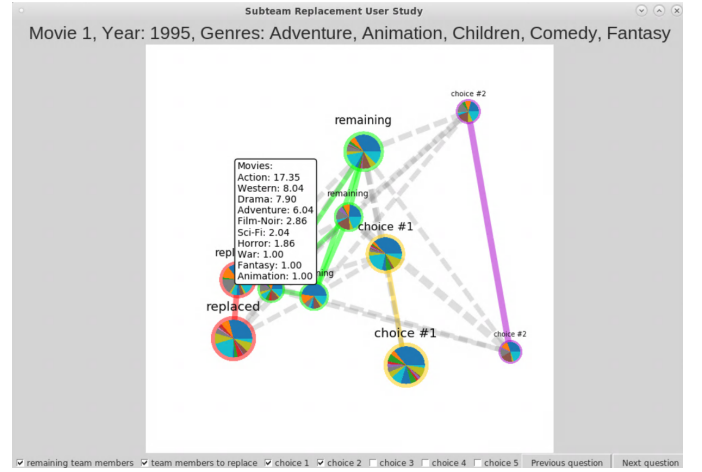 Subteam Replacement User Study
Movie 1, Year: 1995, Genres: Adventure, Animation, Children, Comedy, Fantasy
choice #2
remaining
Movies:
Action: 17.35
Western: 8.04
Drama: 7.90
Adventure: 6.04
Film-Noir: 2.86
Sci-Fi: 2.04
Horror: 1.86
War: 1.00
Fantasy: 1.00
Animation: 1.00
remaining
choice #1
repl
ning
replaced
choice #1
choice #2
remaining team members team members to replace choice 1 choice 2 choice 3 choice 4 choice 5 Previous question Next question